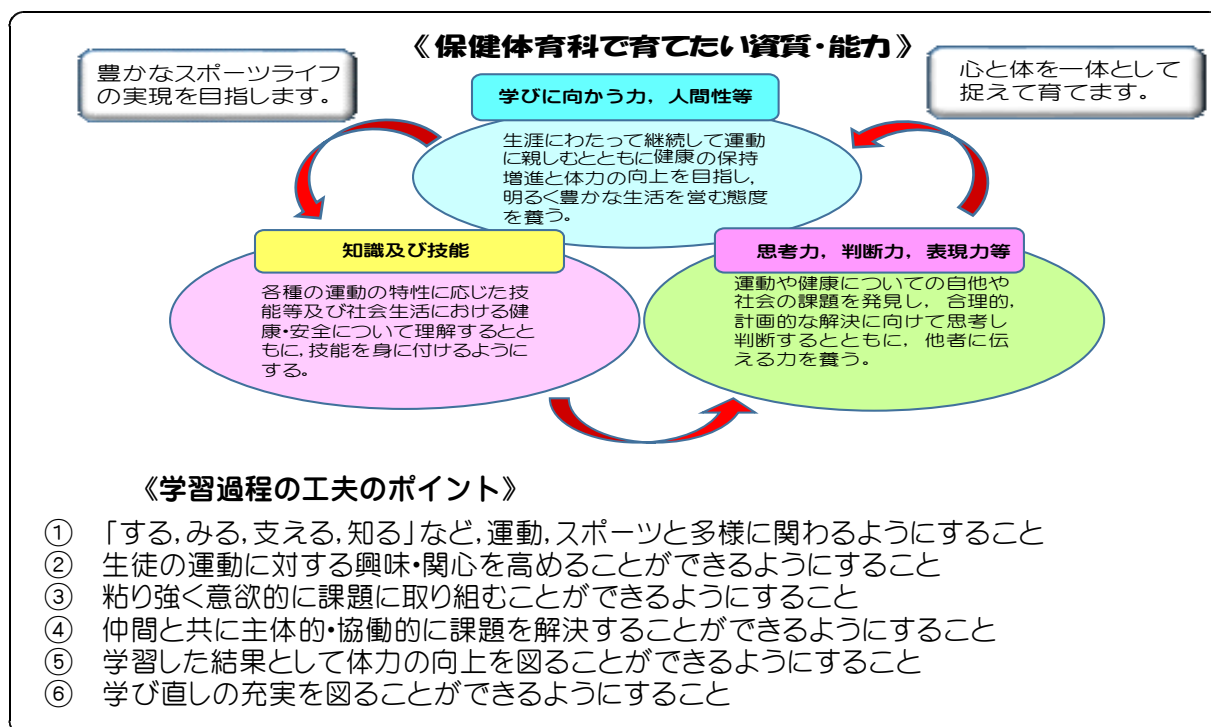 《保健体育科で育てたい資質・能力》
豊かなスポーツライフ
の実現を目指します。
心と体を一体として
捉えて育てます。
学びに向かう力，人間性等
生涯にわたって継続して運動
に親しむとともに健康の保持
増進と体力の向上を目指し，
明るく豊かな生活を営む態度
を養う。
知識及び技能
各種の運動の特性に応じた技
能等及び社会生活における健
康・安全について理解するとと
もに，技能を身に付けるように
する。
思考力，判断力，表現力等
運動や健康についての自他や
社会の課題を発見し，合理的，
計画的な解決に向けて思考し
判断するとともに，他者に伝
える力を養う。
《学習過程の工夫のポイント》
① 「する，みる，支える，知る」など，運動，スポーツと多様に関わるようにすること
② 生徒の運動に対する興味・関心を高めることができるようにすること
③ 粘り強く意欲的に課題に取り組むことができるようにすること
④ 仲間と共に主体的・協働的に課題を解決することができるようにすること
⑤ 学習した結果として体力の向上を図ることができるようにすること
⑥ 学び直しの充実を図ることができるようにすること